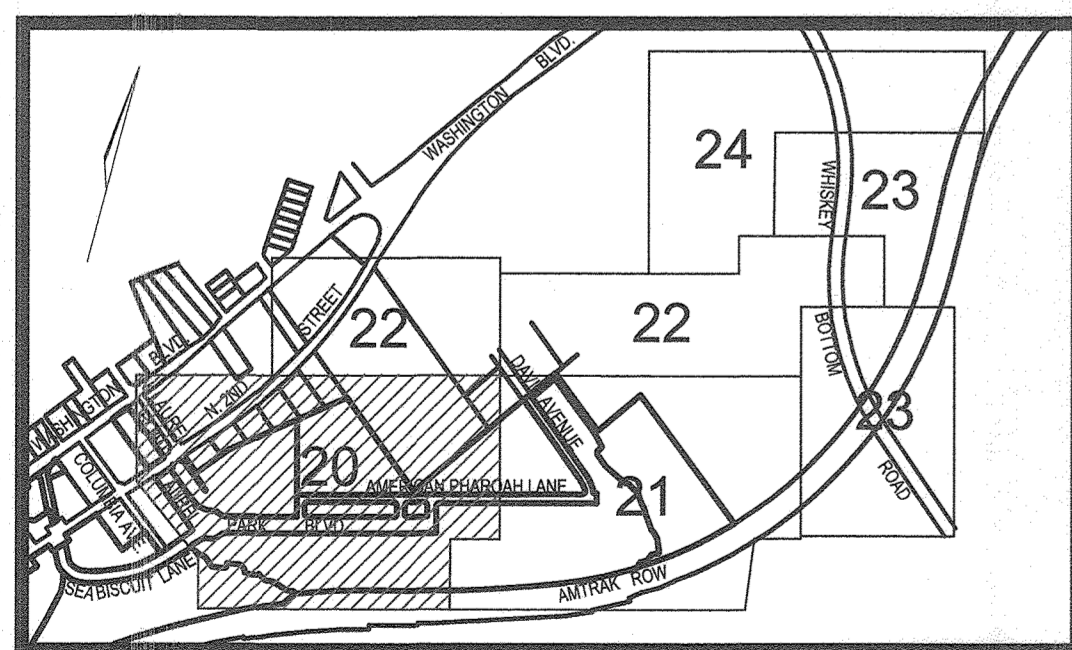 WASHINGTON
BLVD.
24
WHISKEY
23
22
STREET
22
BOTTOM
N. 2ND
BLVD.
WASHINGTON
LAUREL
DAVIS
AVENUE
23
ROAD
COLUMBIA AVE
20
AMERICAN PHAROAH LANE
21
PARK BLVD.
SEABISCUIT LANE
AMTRAK ROW